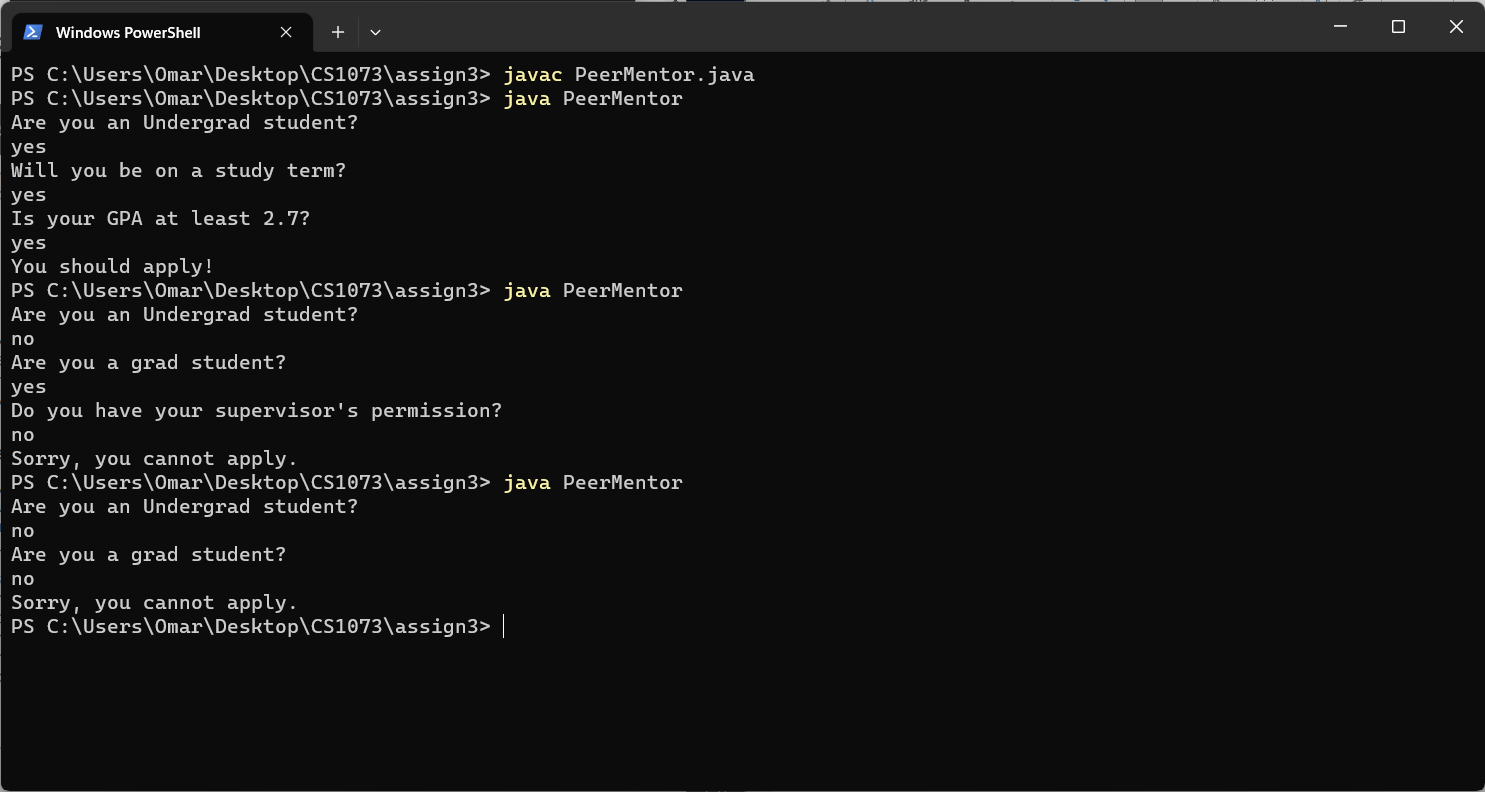 Windows PowerShell
PS C:\Users\Omar\Desktop\CS1073\assign3> javac PeerMentor.java
PS C:\Users\Omar\Desktop\CS1073\assign3> java PeerMentor
Are you an Undergrad student?
yes
Will you be on a study term?
yes
Is your GPA at least 2.7?
yes
You should apply!
PS C:\Users\Omar\Desktop\CS1073\assign3> java PeerMentor
Are you an Undergrad student?
no
Are you a grad student?
yes
Do you have your supervisor's permission?
no
Sorry, you cannot apply.
PS C:\Users\Omar\Desktop\CS1073\assign3> java PeerMentor
Are you an Undergrad student?
no
Are you a grad student?
no
Sorry, you cannot apply.
PS C:\Users\Omar\Desktop\CS1073\assign3>